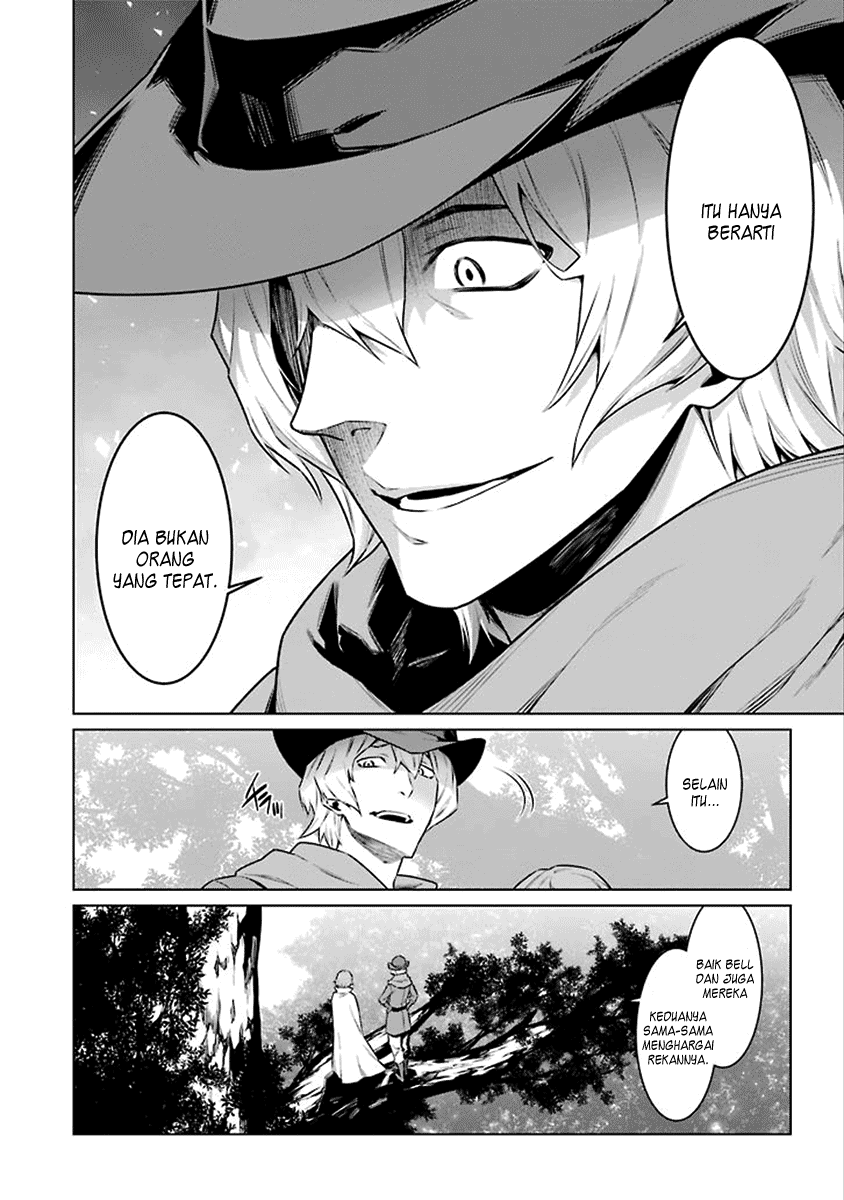 ITU HANYA
BERARTI
DIA BUKAN
ORANG
YANG TEPAT.
SELAIN
ITU...
BAIK BELL
DAN JUGA
MEREKA
KEDUANYA
SAMA-SAMA
MENGHARGAI
REKANNYA.